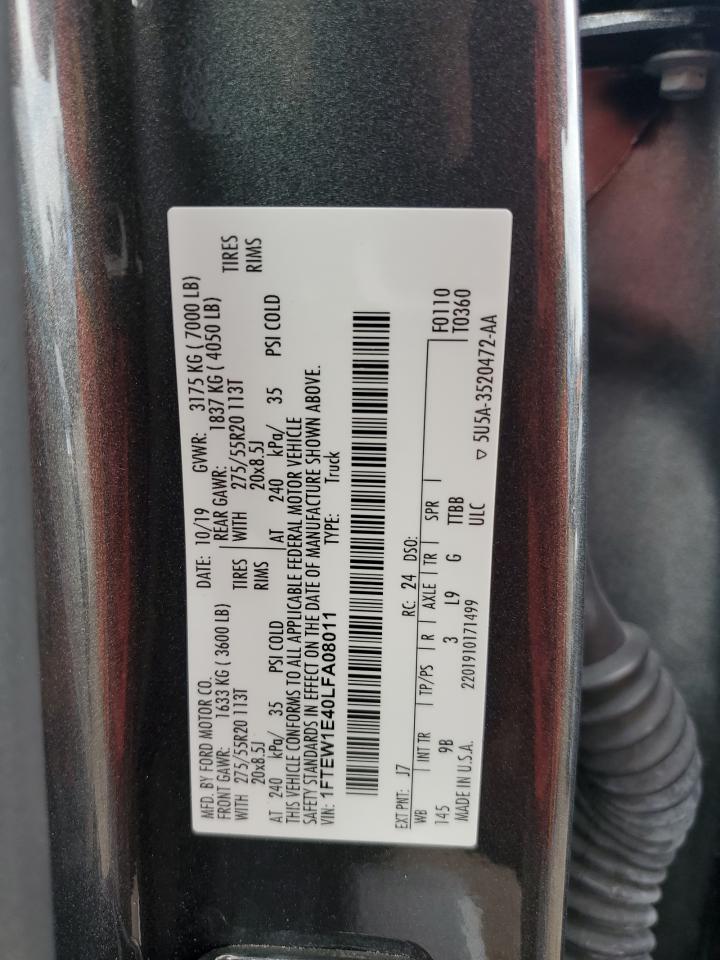 MFD. BY FORD MOTOR CO. DATE: 10/19 GVWR: 3175 KG ( 7000 LB)
FRONT GAWR: 1633 KG ( 3600 LB) REAR GAWR: 1837 KG ( 4050 LB)
WITH 275/55R20 113T TIRES WITH 275/55R20 113T TIRES
20x8.5J RIMS 20x8.5J RIMS
AT 240 kPa/ 35 PSI COLD AT 240 kPa/ 35 PSI COLD
THIS VEHICLE CONFORMS TO ALL APPLICABLE FEDERAL MOTOR VEHICLE
SAFETY STANDARDS IN EFFECT ON THE DATE OF MANUFACTURE SHOWN ABOVE.
VIN: 1FTEW1E40LFA08011 TYPE: Truck
F0110
T0360
EXT PNT: J7 RC: 24 DSO:
WB INT TR TP/PS R AXLE TR SPR
145 9B 3 L9 G TTBB
ULC
MADE IN U.S.A. 2201910171499 ▽ 5U5A-3520472-AA